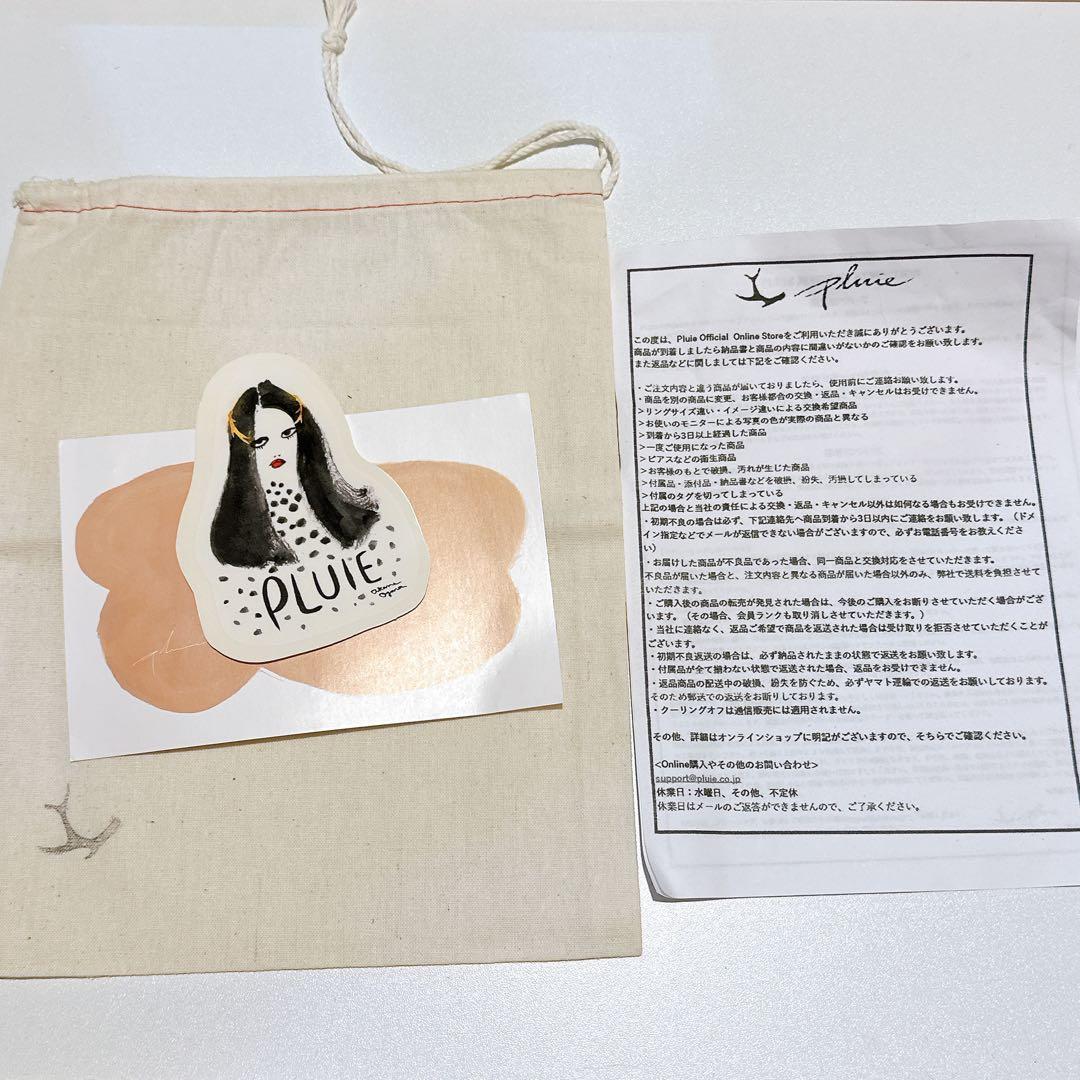 pluie
この度は、Pluie Official Online Storeをご利用いただき誠にありがとうございます。
商品が到着しましたら納品書と商品の内容に間違いがないかのご確認をお願い致します。
また返品などに関しましては下記をご確認ください。
・ご注文内容と違う商品が届いておりましたら、使用前にご連絡お願い致します。
・商品を別の商品に変更、お客様都合の交換・返品・キャンセルはお受けできません。
>リングサイズ違い・イメージ違いによる交換希望商品
>お使いのモニターによる写真の色が実際の商品と異なる
>到着から3日以上経過した商品
>一度ご使用になった商品
>ピアスなどの衛生商品
>お客様のもとで破損、汚れが生じた商品
>付属品・添付品・納品書などを破損、紛失、汚損してしまっている
>付属のタグを切ってしまっている
上記の場合と当社の責任による交換・返品・キャンセル以外は如何なる場合もお受けできません。
・初期不良の場合は必ず、下記連絡先へ商品到着から3日以内にご連絡をお願い致します。（ドメ
イン指定などでメールが返信できない場合がございますので、必ずお電話番号をお教えくださ
い）
・お届けした商品が不良品であった場合、同一商品と交換対応をさせていただきます。
不良品が届いた場合と、注文内容と異なる商品が届いた場合以外のみ、弊社で送料を負担させて
いただきます。
・ご購入後の商品の転売が発見された場合は、今後のご購入をお断りさせていただく場合がござ
います。（その場合、会員ランクも取り消しさせていただきます。）
・当社に連絡なく、返品ご希望で商品を返送された場合は受け取りを拒否させていただくことが
ございます。
・初期不良返送の場合は、必ず納品されたままの状態で返送をお願い致します。
・付属品が全て揃わない状態で返送された場合、返品をお受けできません。
・返品商品の配送中の破損、紛失を防ぐため、必ずヤマト運輸での返送をお願いしております。
そのため郵送での返送をお断りしております。
・クーリングオフは通信販売には適用されません。
その他、詳細はオンラインショップに明記がございますので、そちらでご確認ください。
<Online購入やその他のお問い合わせ>
support@pluie.co.jp
休業日：水曜日、その他、不定休
休業日はメールのご返答ができませんので、ご了承ください。
PLUIE